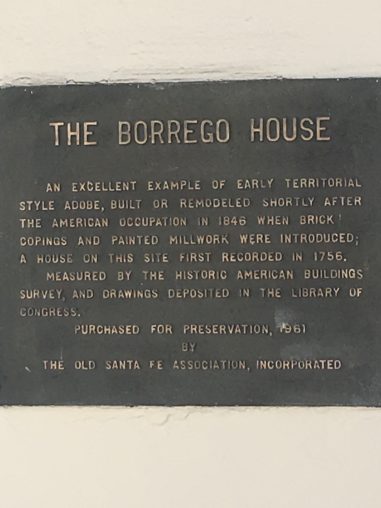 THE BORREGO HOUSE
AN EXCELLENT EXAMPLE OF EARLY TERRITORIAL
STYLE ADOBE, BUILT OR REMODELED SHORTLY AFTER
THE AMERICAN OCCUPATION IN 1846 WHEN BRICK
COPINGS AND PAINTED MILLWORK WERE INTRODUCED;
A HOUSE ON THIS SITE FIRST RECORDED IN 1756.
MEASURED BY THE HISTORIC AMERICAN BUILDINGS
SURVEY, AND DRAWINGS DEPOSITED IN THE LIBRARY OF
CONGRESS.
PURCHASED FOR PRESERVATION, 1961
BY
THE OLD SANTA FE ASSOCIATION, INCORPORATED